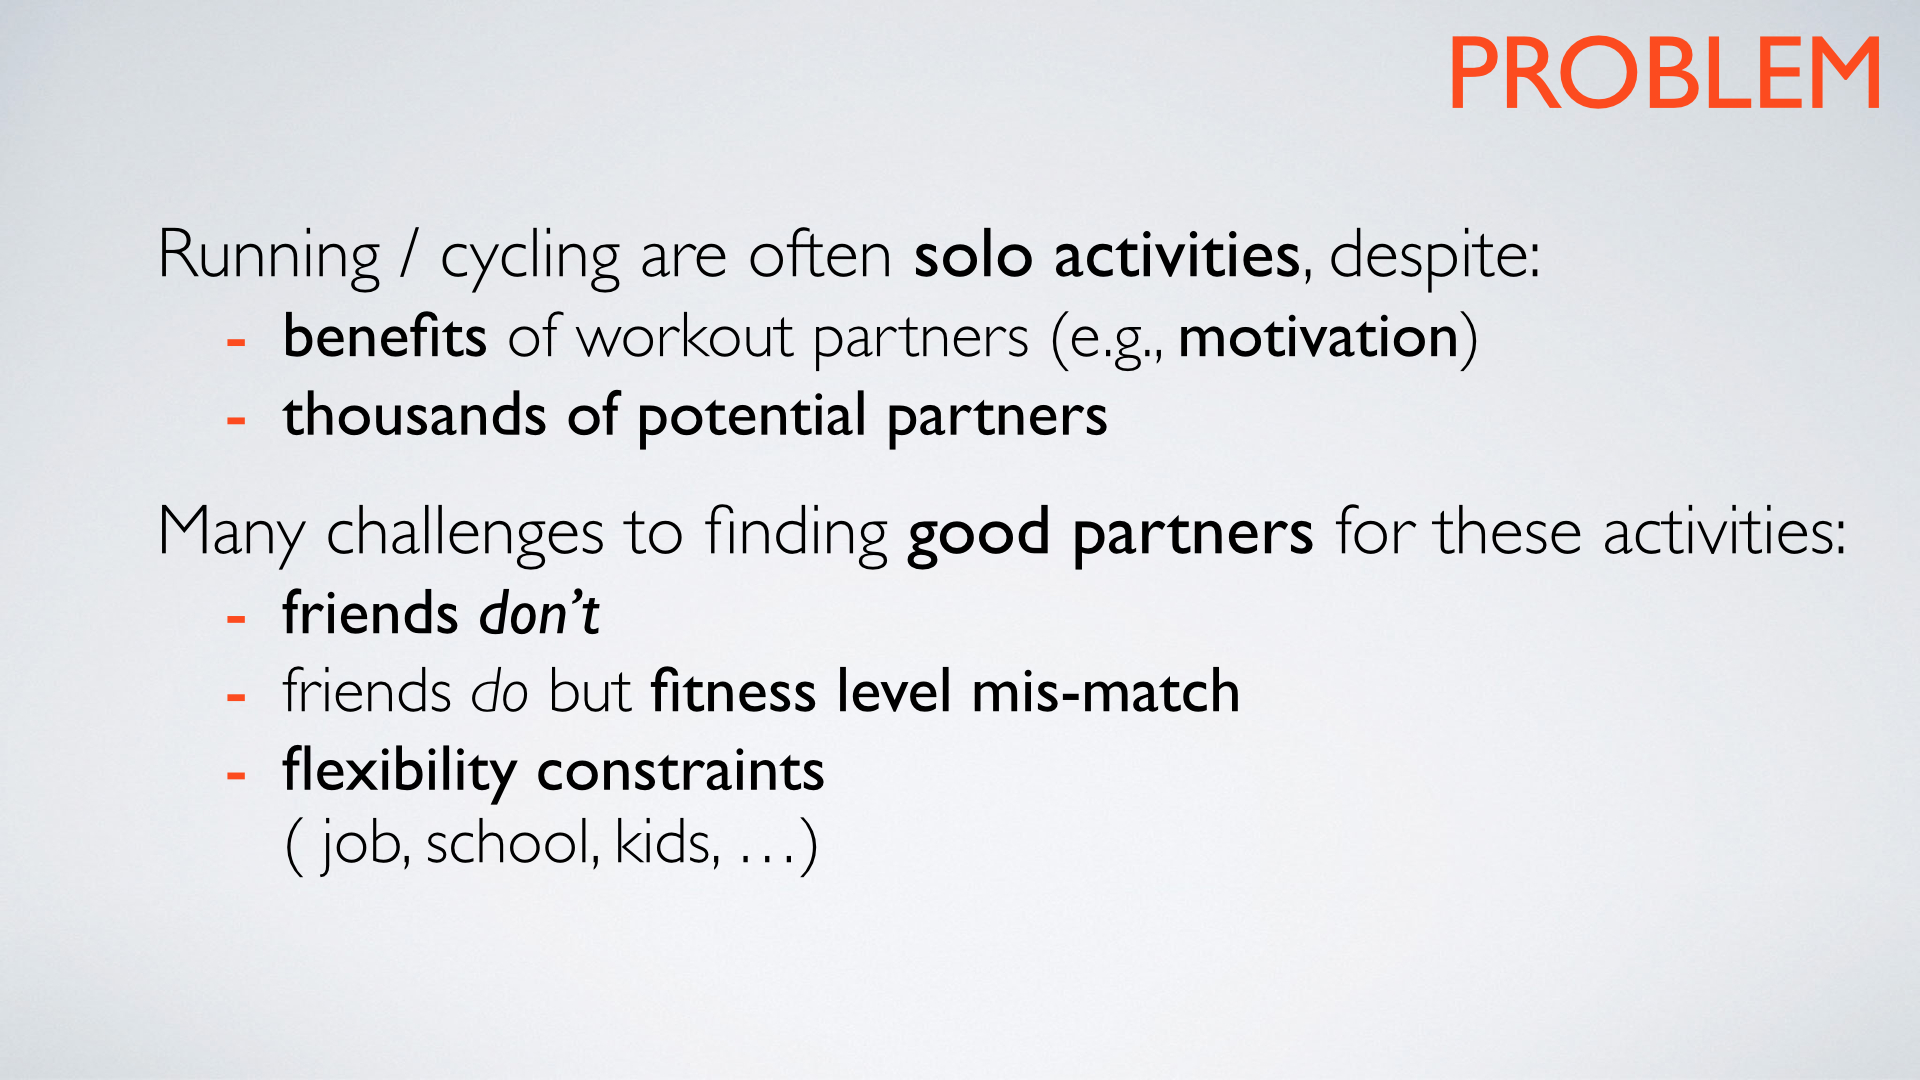 PROBLEM
Running / cycling are often solo activities, despite:
- benefits of workout partners (e.g., motivation)
- thousands of potential partners
Many challenges to finding good partners for these activities:
- friends don’t
- friends do but fitness level mis-match
- flexibility constraints
( job, school, kids, …)